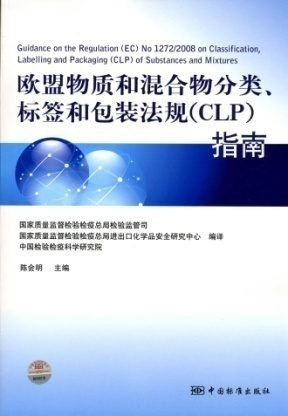 Guidance on the Regulation (EC) No 1272/2008 on Classification,
Labelling and Packaging (CLP) of Substances and Mixtures
欧盟物质和混合物分类、
标签和包装法规(CLP)
指南
国家质量监督检验检疫总局检验监管司
国家质量监督检验检疫总局进出口化学品安全研究中心 编译
中国检验检疫科学研究院
陈会明 主编
中国标准出版社